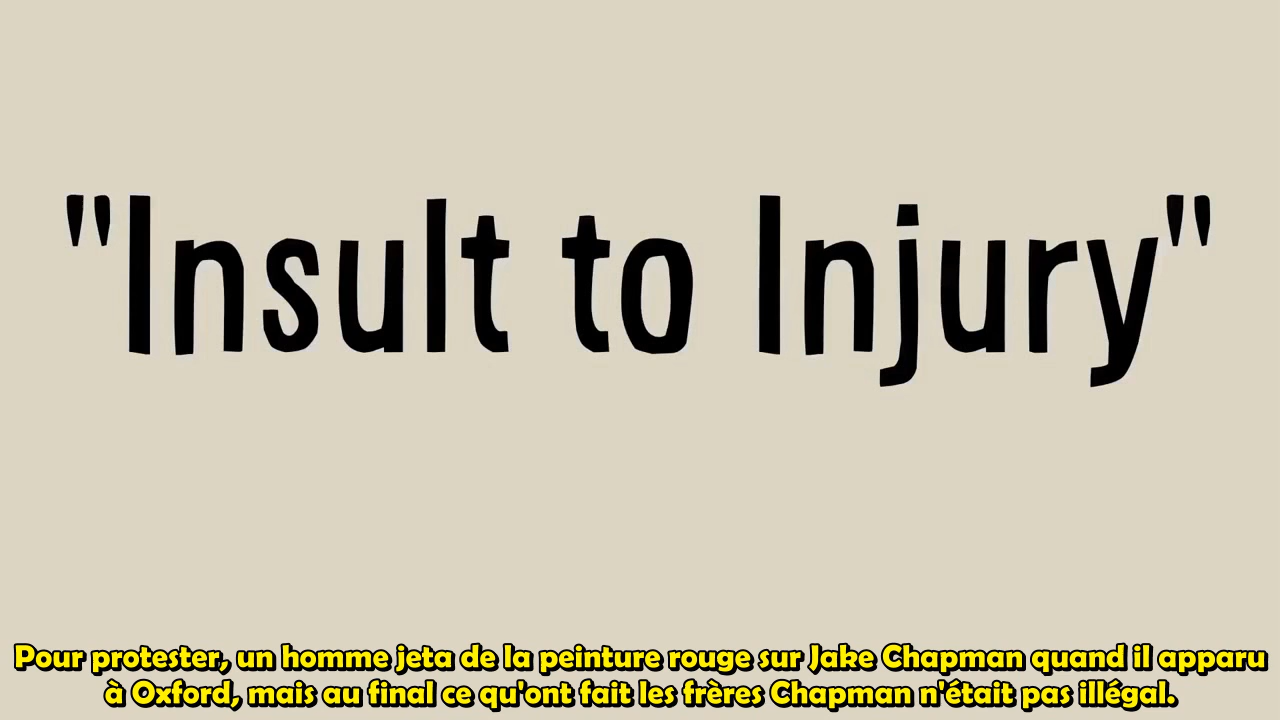 "Insult to Injury"
Pour protester, un homme jeta de la peinture rouge sur Jake Chapman quand il apparu
à Oxford, mais au final ce qu'ont fait les frères Chapman n'était pas illégal.